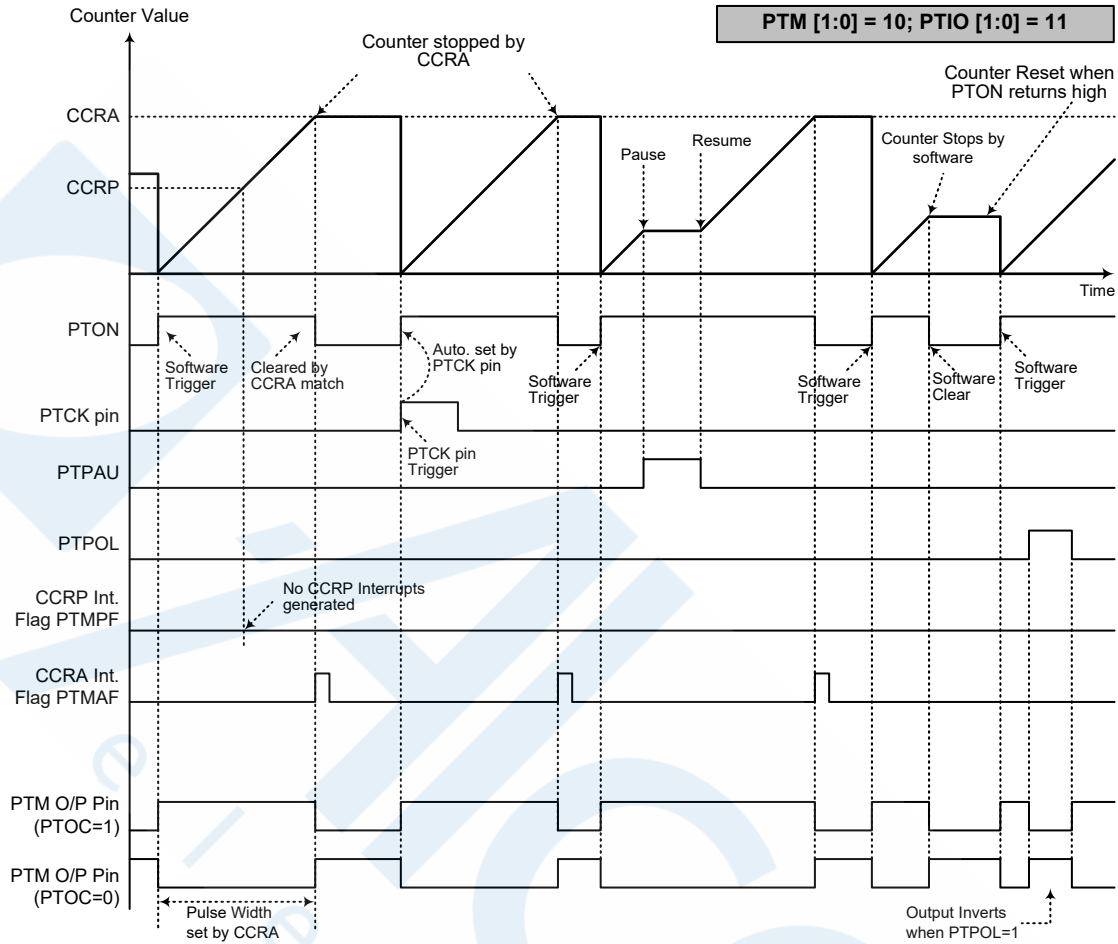 Counter Value
PTM [1:0] = 10; PTIO [1:0] = 11
Counter stopped by
CCRA
Counter Reset when
PTON returns high
CCRA
Pause
Resume
Counter Stops by
software
CCRP
Time
PTON
Software
Trigger
Cleared by
CCRA match
Auto. set by
PTCK pin
Software
Trigger
Software
Trigger
Software
Clear
Software
Trigger
PTCK pin
PTCK pin
Trigger
PTPAU
PTPOL
CCRP Int.
Flag PTMPF
No CCRP Interrupts
generated
CCRA Int.
Flag PTMAF
PTM O/P Pin
(PTOC=1)
PTM O/P Pin
(PTOC=0)
Pulse Width
set by CCRA
Output Inverts
when PTPOL=1